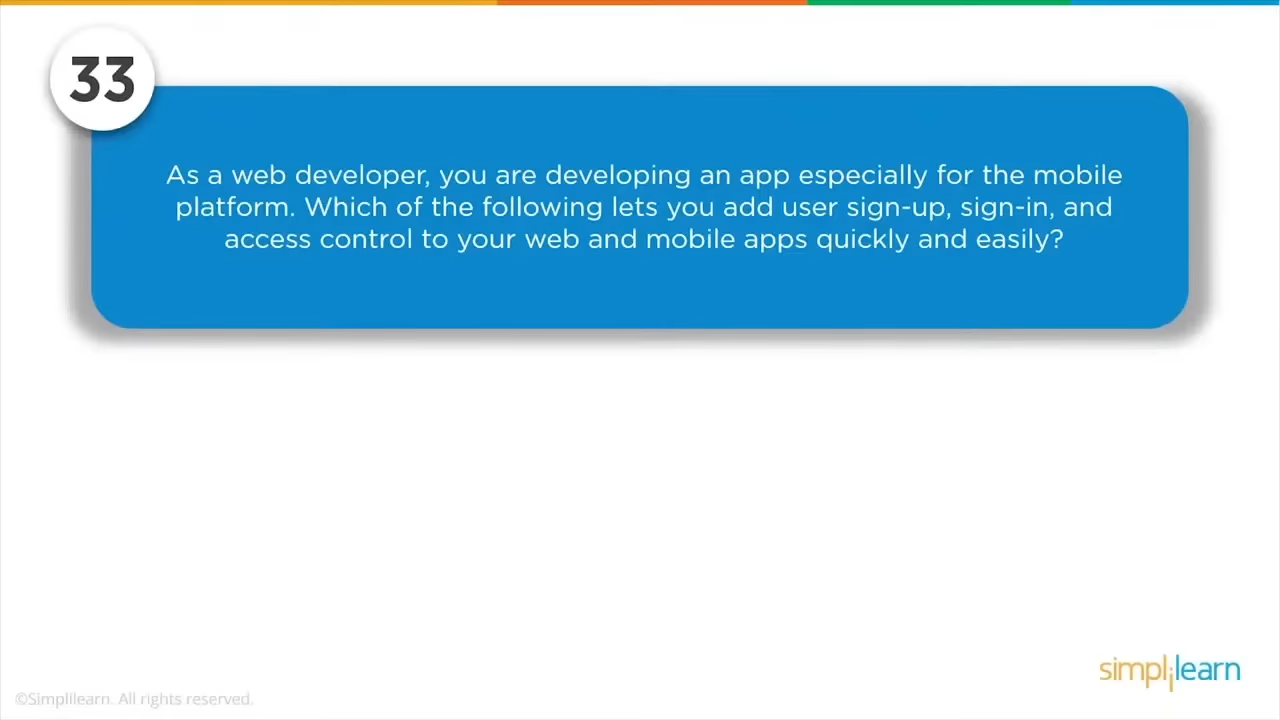 33
As a web developer, you are developing an app especially for the mobile
platform. Which of the following lets you add user sign-up, sign-in, and
access control to your web and mobile apps quickly and easily?
simplilearn
©Simplilearn. All rights reserved.